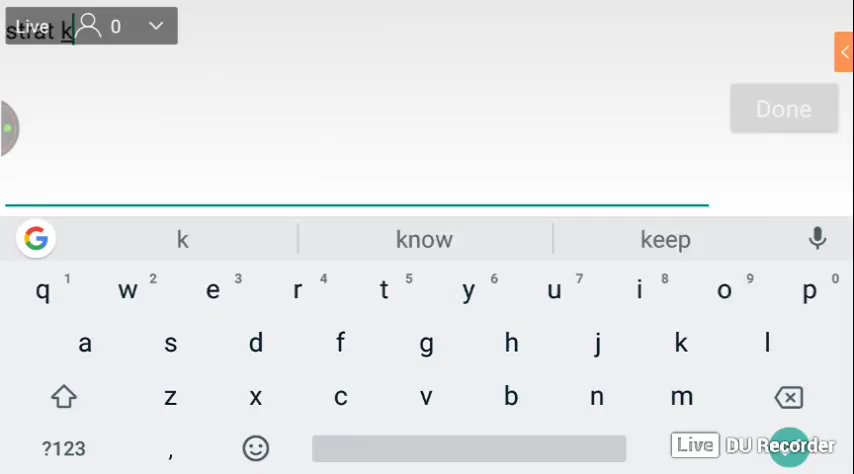 strat k
Live 0
Done
G k know keep
q 1 w 2 e 3 r 4 t 5 y 6 u 7 i 8 o 9 p 0
a s d f g h j k l
z x c v b n m
?123 ,
Live DU Recorder